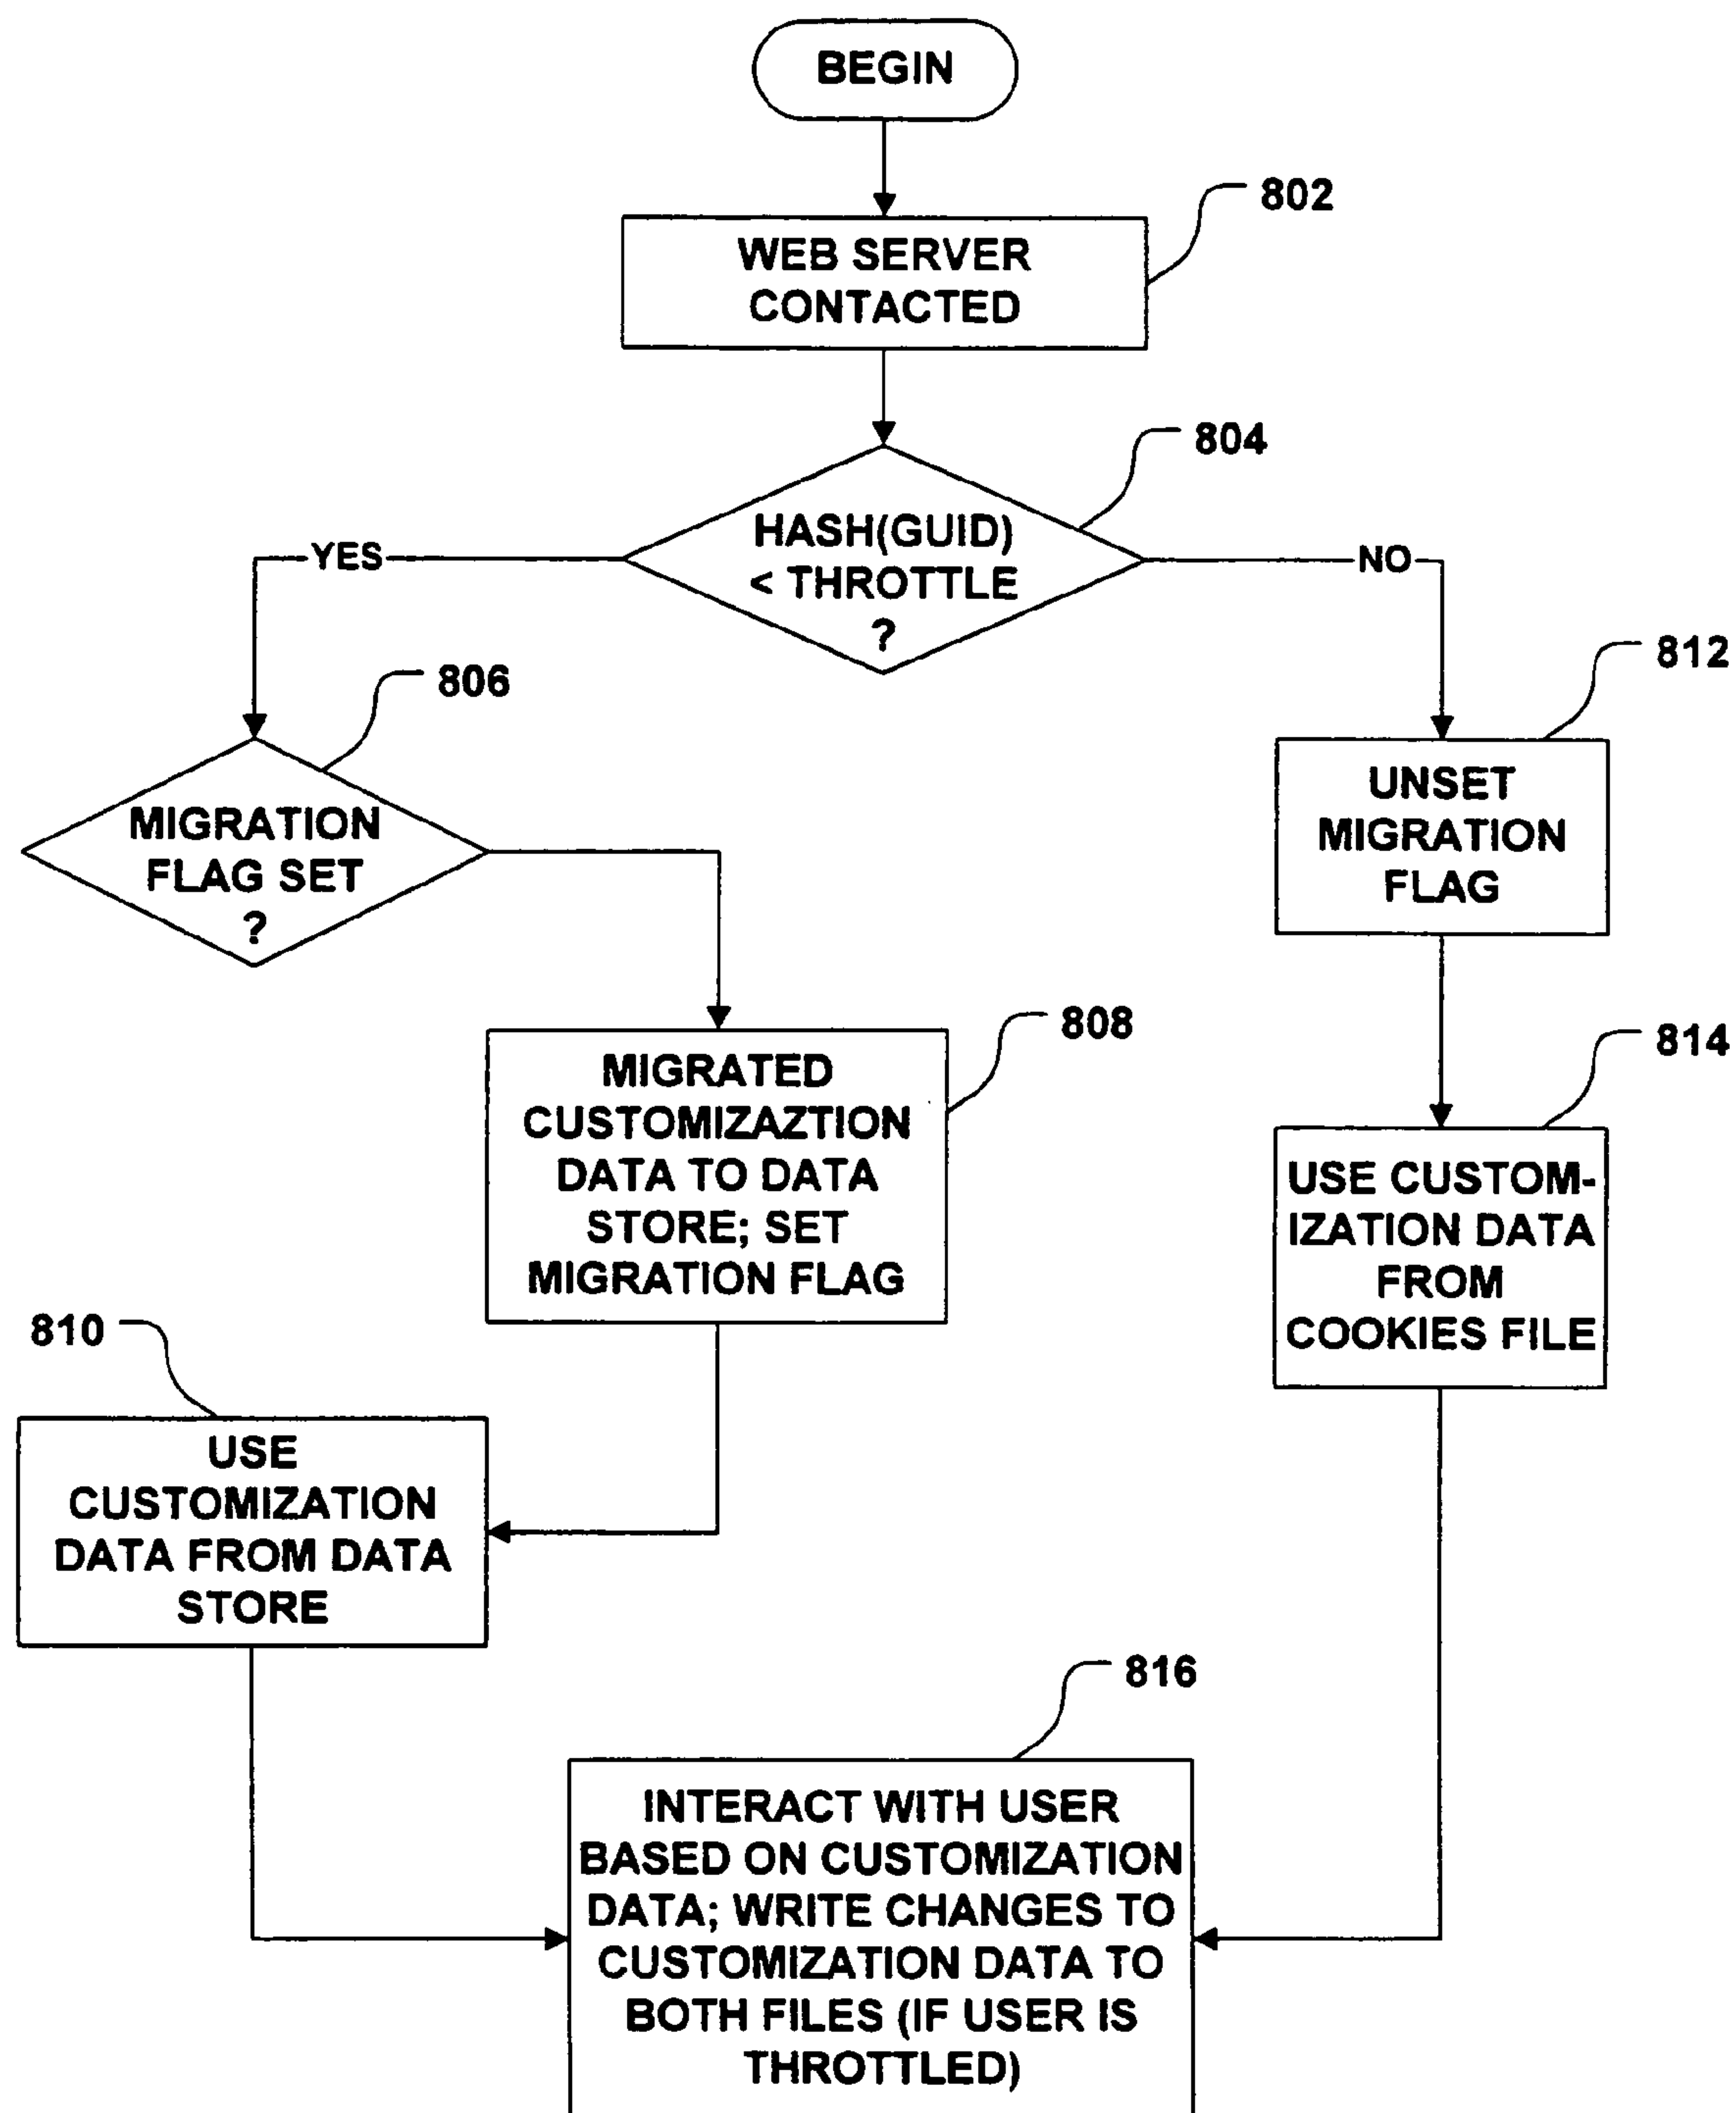 BEGIN
802
WEB SERVER
CONTACTED
804
HASH(GUID)
< THROTTLE
?
YES
NO
812
806
UNSET
MIGRATION
FLAG
MIGRATION
FLAG SET
?
808
MIGRATED
CUSTOMIZAZTION
DATA TO DATA
STORE; SET
MIGRATION FLAG
814
USE CUSTOM-
IZATION DATA
FROM
COOKIES FILE
810
USE
CUSTOMIZATION
DATA FROM DATA
STORE
816
INTERACT WITH USER
BASED ON CUSTOMIZATION
DATA; WRITE CHANGES TO
CUSTOMIZATION DATA TO
BOTH FILES (IF USER IS
THROTTLED)